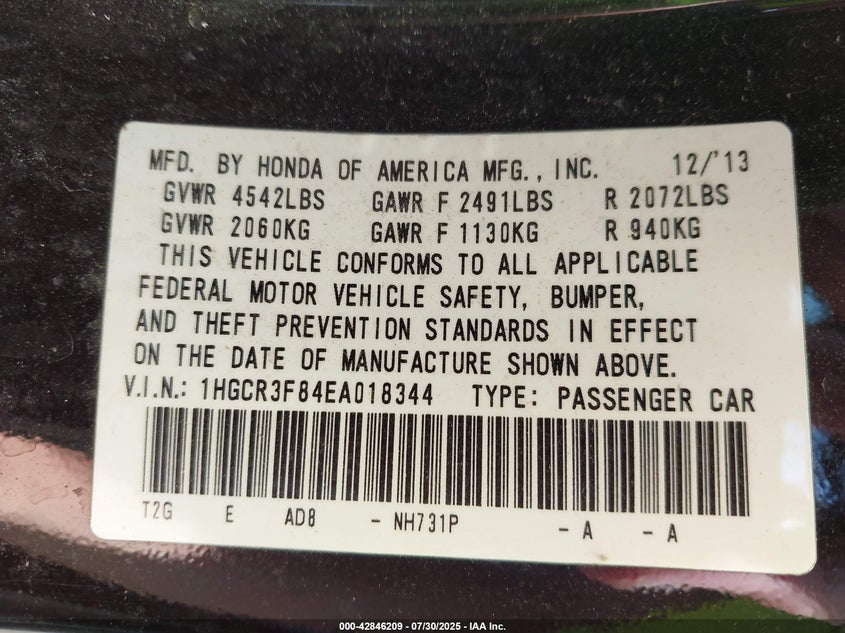 MFD. BY HONDA OF AMERICA MFG., INC. 12/'13
GVWR 4542LBS GAWR F 2491LBS R 2072LBS
GVWR 2060KG GAWR F 1130KG R 940KG
THIS VEHICLE CONFORMS TO ALL APPLICABLE
FEDERAL MOTOR VEHICLE SAFETY, BUMPER,
AND THEFT PREVENTION STANDARDS IN EFFECT
ON THE DATE OF MANUFACTURE SHOWN ABOVE.
V.I.N.: 1HGCR3F84EA018344 TYPE: PASSENGER CAR
T2G E AD8 - NH731P - A - A
000-42846209 - 07/30/2025 - IAA Inc.